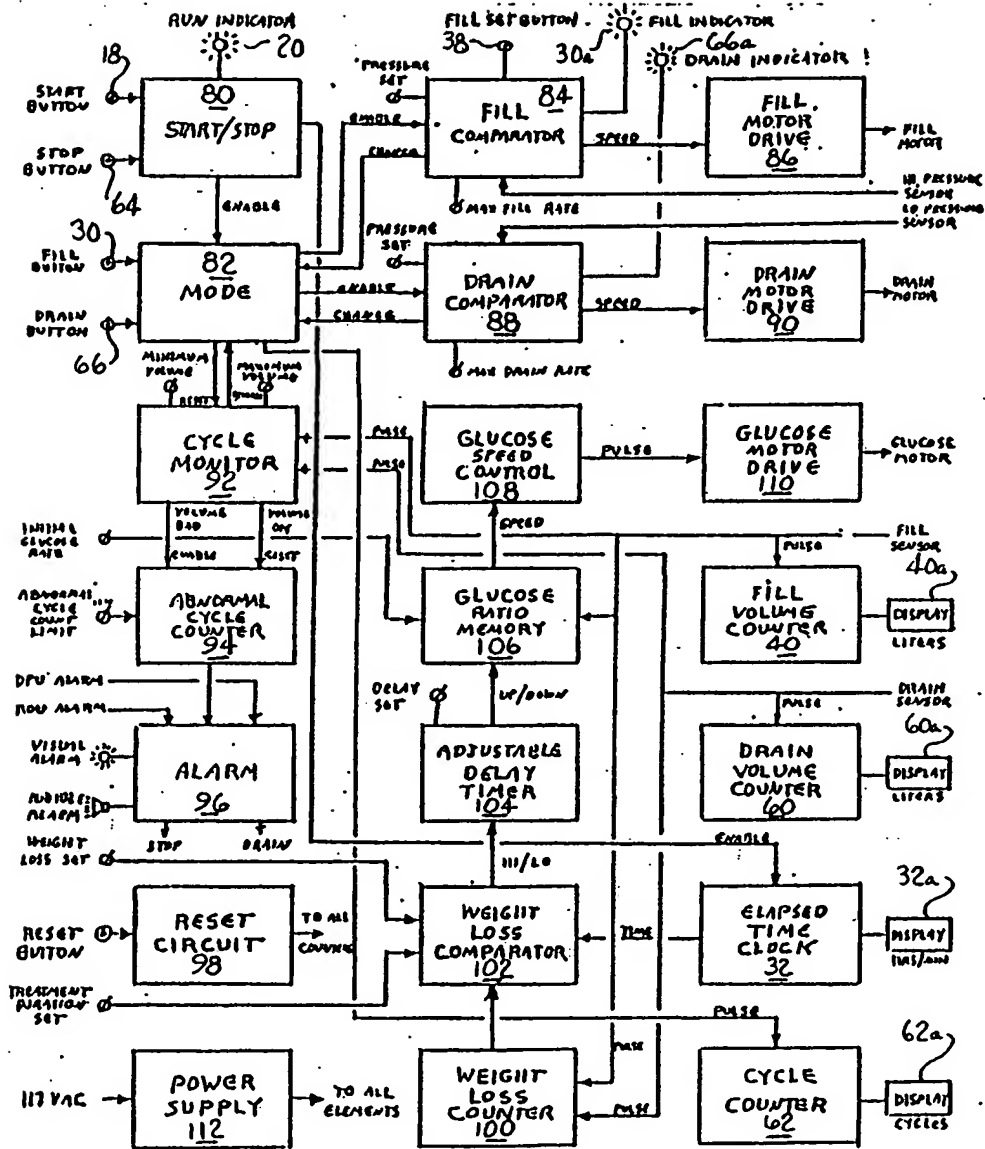 RUN INDICATOR
20
FILL SET BUTTON
38
30a
FILL INDICATOR
66a
DRAIN INDICATOR
18
START
BUTTON
80
START/STOP
STOP
BUTTON
64
ENABLE
PRESSURE
SET
84
FILL
COMPARATOR
ENABLE
CHANGE
SPEED
MAX FILL RATE
FILL
MOTOR
DRIVE
86
FILL
MOTOR
HI PRESSURE
SENSOR
LO PRESSURE
SENSOR
30
FILL
BUTTON
82
MODE
DRAIN
BUTTON
66
PRESSURE
SET
ENABLE
CHANGE
DRAIN
COMPARATOR
88
SPEED
MAX DRAIN RATE
DRAIN
MOTOR
DRIVE
90
DRAIN
MOTOR
MINIMUM
VOLUME
MAXIMUM
VOLUME
CYCLE
MONITOR
92
PULSE
PULSE
GLUCOSE
SPEED
CONTROL
108
PULSE
GLUCOSE
MOTOR
DRIVE
110
GLUCOSE
MOTOR
VOLUME
BAD
VOLUME
ENABLE
SPEED
INITIAL
GLUCOSE
RATE
FILL
SENSOR
PULSE
ABNORMAL
CYCLE
COUNT
LIMIT
ABNORMAL
CYCLE
COUNTER
94
GLUCOSE
RATIO
MEMORY
106
FILL
VOLUME
COUNTER
40
40a
DISPLAY
LITERS
DPU ALARM
ALARM
DELAY
SET
UP/DOWN
DRAIN
SENSOR
PULSE
VISUAL
ALARM
ALARM
96
AUDIBLE
ALARM
STOP
DRAIN
ADJUSTABLE
DELAY
TIMER
104
DRAIN
VOLUME
COUNTER
60
60a
DISPLAY
LITERS
WEIGHT
LOSS SET
HI/LO
ENABLE
RESET
BUTTON
RESET
CIRCUIT
98
TO ALL
COUNTERS
WEIGHT
LOSS
COMPARATOR
102
TIME
ELAPSED
TIME
CLOCK
32
32a
DISPLAY
HRS/MIN
TREATMENT
DURATION
SET
PULSE
PULSE
117 VAC
POWER
SUPPLY
112
TO ALL
ELEMENTS
WEIGHT
LOSS
COUNTER
100
PULSE
CYCLE
COUNTER
62
62a
DISPLAY
CYCLES